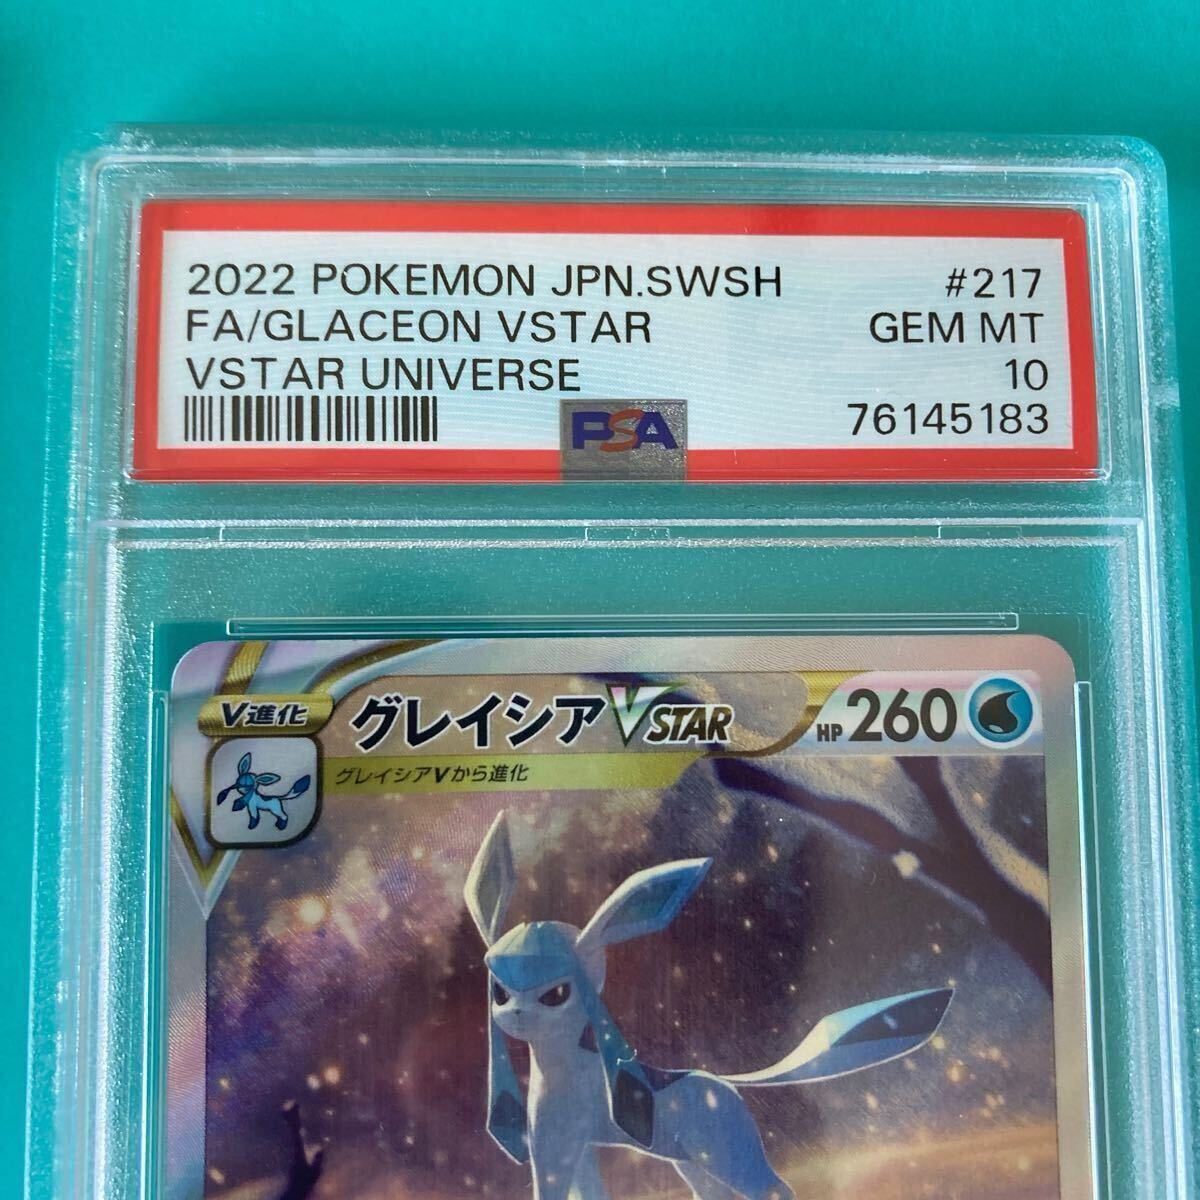 2022 POKEMON JPN.SWSH #217
FA/GLACEON VSTAR GEM MT
VSTAR UNIVERSE 10
PSA 76145183
V進化 グレイシアVSTAR HP 260
グレイシアVから進化